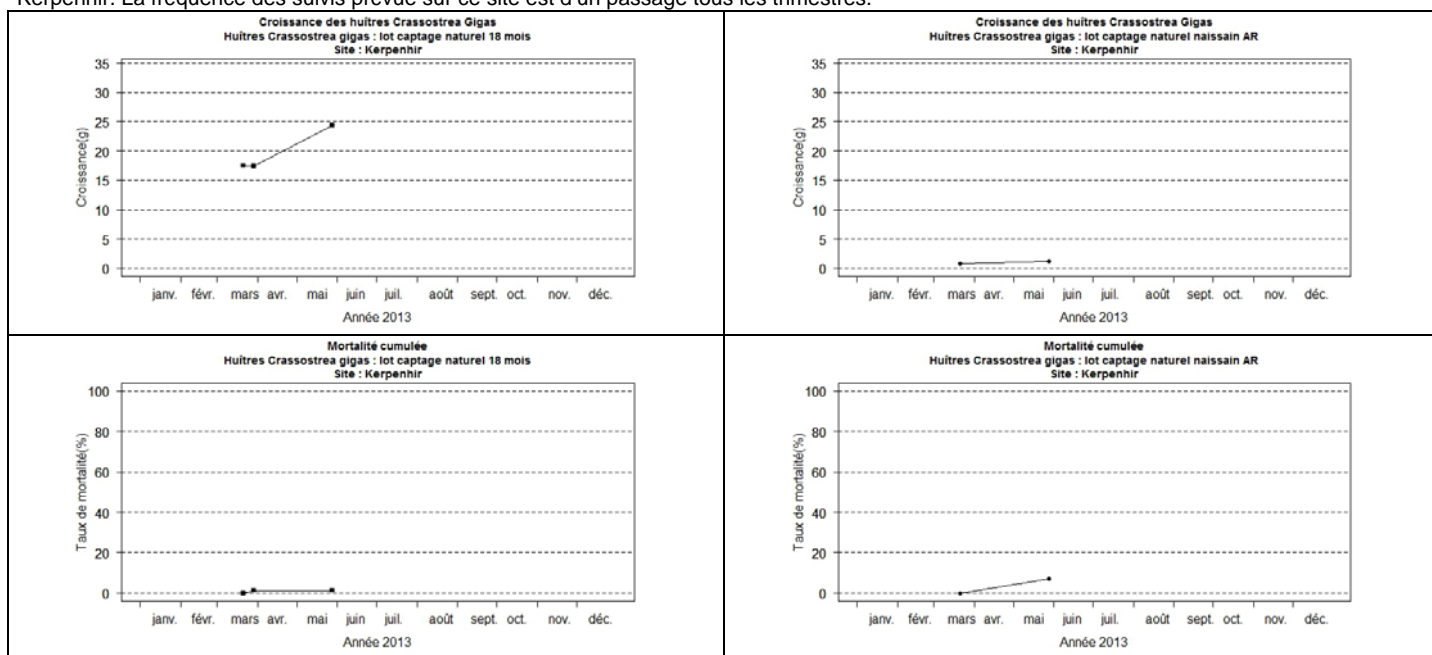 Kerpenhir. La fréquence des suivis prévue sur ce site est d'un passage tous les trimestres.
Croissance des huîtres Crassostrea Gigas
Huîtres Crassostrea gigas : lot captage naturel 18 mois
Site : Kerpenhir
35
30
25
20
15
10
5
0
Croissance(g)
janv. févr. mars avr. mai juin juil. août sept. oct. nov. déc.
Année 2013
Croissance des huîtres Crassostrea Gigas
Huîtres Crassostrea gigas : lot captage naturel naissain AR
Site : Kerpenhir
35
30
25
20
15
10
5
0
Croissance(g)
janv. févr. mars avr. mai juin juil. août sept. oct. nov. déc.
Année 2013
Mortalité cumulée
Huîtres Crassostrea gigas : lot captage naturel 18 mois
Site : Kerpenhir
100
80
60
40
20
0
Taux de mortalité(%)
janv. févr. mars avr. mai juin juil. août sept. oct. nov. déc.
Année 2013
Mortalité cumulée
Huîtres Crassostrea gigas : lot captage naturel naissain AR
Site : Kerpenhir
100
80
60
40
20
0
Taux de mortalité(%)
janv. févr. mars avr. mai juin juil. août sept. oct. nov. déc.
Année 2013